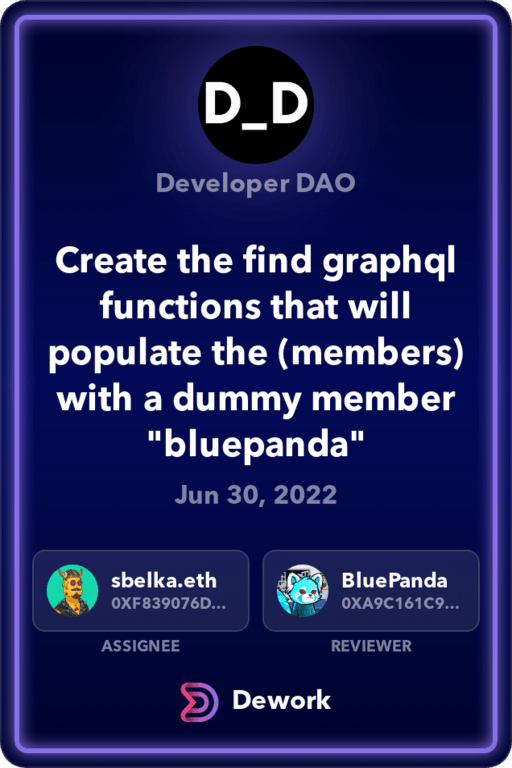 D_D
Developer DAO
Create the find graphql
functions that will
populate the (members)
with a dummy member
"bluepanda"
Jun 30, 2022
sbelka.eth
0XF839076D...
BluePanda
0XA9C161C9...
ASSIGNEE
REVIEWER
Dework